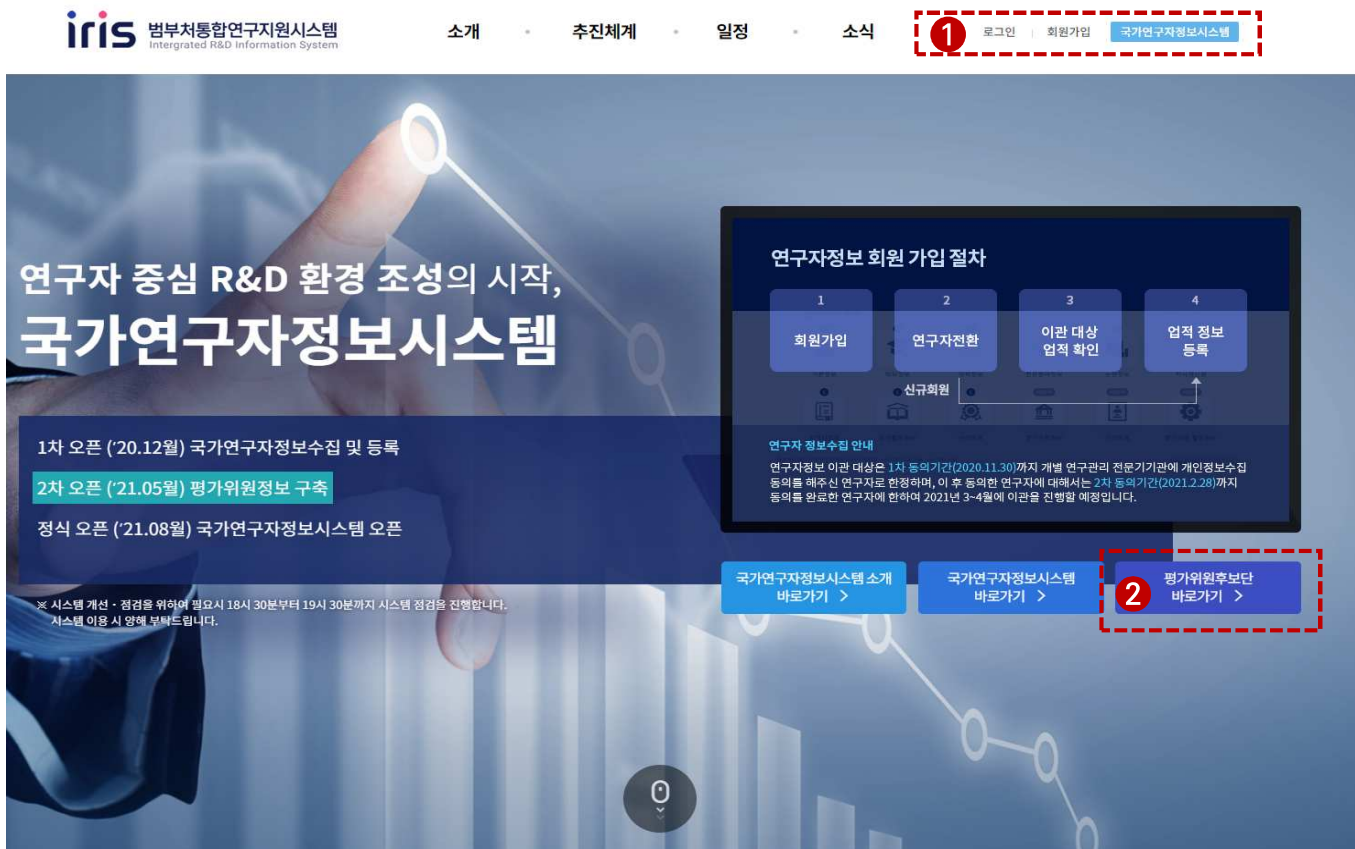 iris 범부처통합연구지원시스템
Intergrated R&D Information System
소개 추진체계 일정 소식
1 로그인 회원가입 국가연구자정보시스템
연구자 중심 R&D 환경 조성의 시작,
국가연구자정보시스템
1차 오픈 ('20.12월) 국가연구자정보수집 및 등록
2차 오픈 ('21.05월) 평가위원정보 구축
정식 오픈 ('21.08월) 국가연구자정보시스템 오픈
※ 시스템 개선・점검을 위하여 필요시 18시 30분부터 19시 30분까지 시스템 점검을 진행합니다.
시스템 이용 시 양해 부탁드립니다.
연구자정보 회원 가입 절차
1 2 3 4
회원가입 연구자전환 이관 대상 업적 정보
업적 확인 등록
신규회원
연구자 정보수집 안내
연구자정보 이관 대상은 1차 동의기간(2020.11.30)까지 개별 연구관리 전문기기관에 개인정보수집
동의를 해주신 연구자로 한정하며, 이 후 동의한 연구자에 대해서는 2차 동의기간(2021.2.28)까지
동의를 완료한 연구자에 한하여 2021년 3~4월에 이관을 진행할 예정입니다.
국가연구자정보시스템 소개 국가연구자정보시스템 2 평가위원후보단
바로가기 > 바로가기 > 바로가기 >